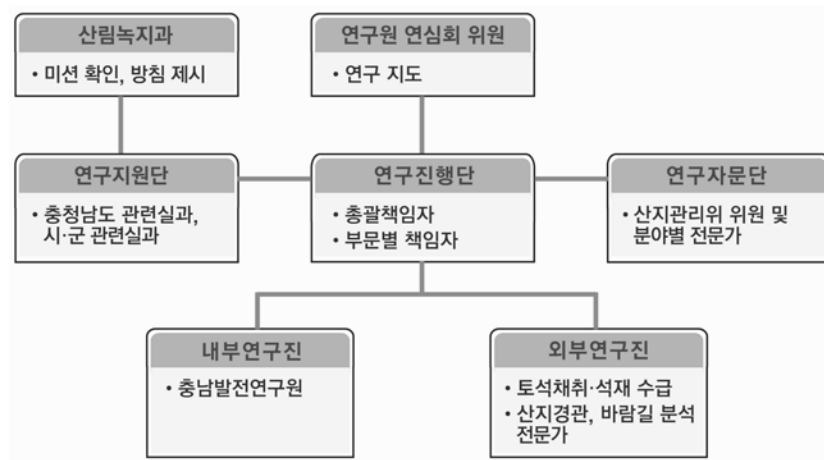 산림녹지과
• 미션 확인, 방침 제시
연구원 연심회 위원
• 연구 지도
연구지원단
• 충청남도 관련실과,
시·군 관련실과
연구진행단
• 총괄책임자
• 부문별 책임자
연구자문단
• 산지관리위 위원 및
분야별 전문가
내부연구진
• 충남발전연구원
외부연구진
• 토석채취·석재 수급
• 산지경관, 바람길 분석
전문가